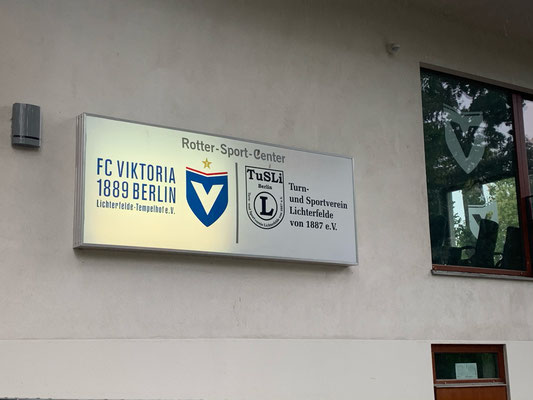 Rotter-Sport-Center
FC VIKTORIA
1889 BERLIN
Lichterfelde-Tempelhof e.V.
V
TuSLi
Berlin
L
Turn-
und Sportverein
Lichterfelde
von 1887 e.V.